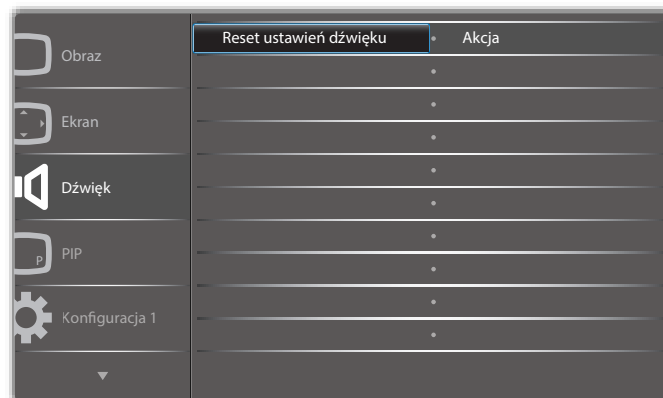 Obraz
Ekran
Dźwięk
P
PIP
Konfiguracja 1
Reset ustawień dźwięku
Akcja